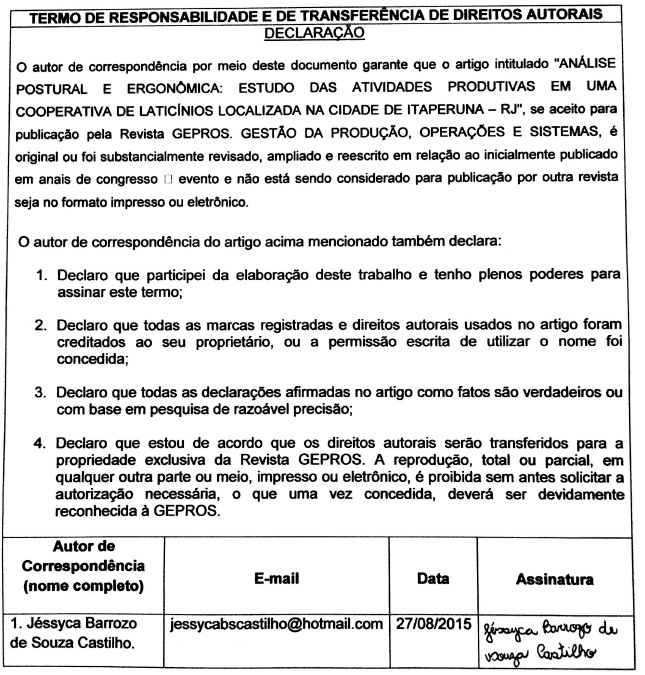 TERMO DE RESPONSABILIDADE E DE TRANSFERÊNCIA DE DIREITOS AUTORAIS
DECLARAÇÃO
O autor de correspondência por meio deste documento garante que o artigo intitulado "ANÁLISE
POSTURAL E ERGONÔMICA: ESTUDO DAS ATIVIDADES PRODUTIVAS EM UMA
COOPERATIVA DE LATICÍNIOS LOCALIZADA NA CIDADE DE ITAPERUNA – RJ", se aceito para
publicação pela Revista GEPROS. GESTÃO DA PRODUÇÃO, OPERAÇÕES E SISTEMAS, é
original ou foi substancialmente revisado, ampliado e reescrito em relação ao inicialmente publicado
em anais de congresso □ evento e não está sendo considerado para publicação por outra revista
seja no formato impresso ou eletrônico.
O autor de correspondência do artigo acima mencionado também declara:
1. Declaro que participei da elaboração deste trabalho e tenho plenos poderes para
assinar este termo;
2. Declaro que todas as marcas registradas e direitos autorais usados no artigo foram
creditados ao seu proprietário, ou a permissão escrita de utilizar o nome foi
concedida;
3. Declaro que todas as declarações afirmadas no artigo como fatos são verdadeiros ou
com base em pesquisa de razoável precisão;
4. Declaro que estou de acordo que os direitos autorais serão transferidos para a
propriedade exclusiva da Revista GEPROS. A reprodução, total ou parcial, em
qualquer outra parte ou meio, impresso ou eletrônico, é proibida sem antes solicitar a
autorização necessária, o que uma vez concedida, deverá ser devidamente
reconhecida à GEPROS.
Autor de
Correspondência
(nome completo)
E-mail
Data
Assinatura
1. Jéssyca Barrozo
de Souza Castilho.
jessycabscastilho@hotmail.com
27/08/2015
Jéssyca Barrozo de
Souza Castilho